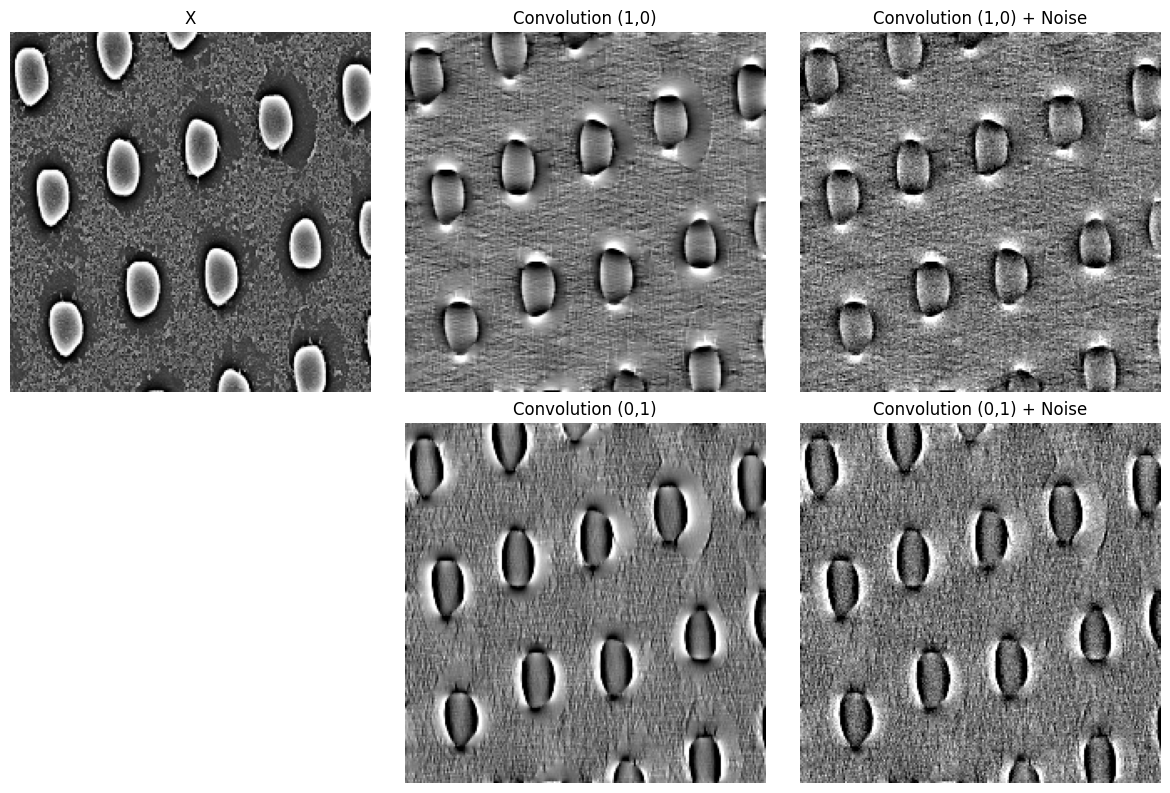 X
Convolution (1,0)
Convolution (1,0) + Noise
Convolution (0,1)
Convolution (0,1) + Noise